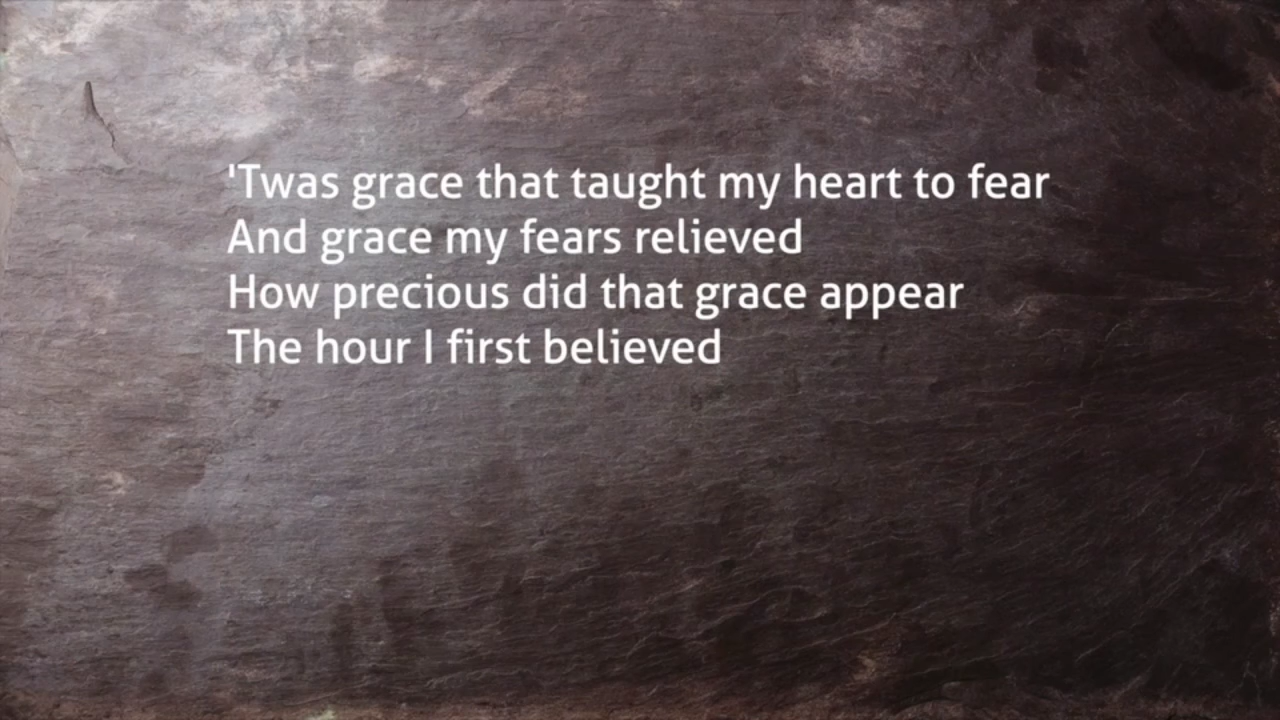 'Twas grace that taught my heart to fear
And grace my fears relieved
How precious did that grace appear
The hour I first believed